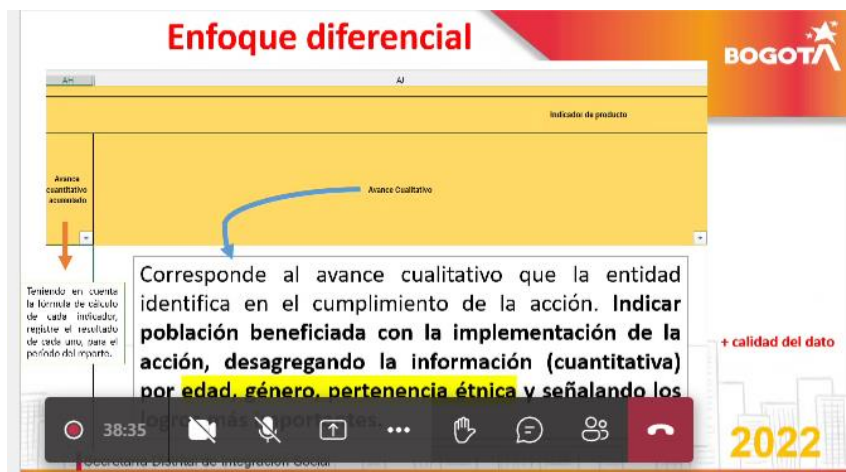 Enfoque diferencial
BOGOTÁ
AH
AJ
Indicador de producto
Avance
cuantitativo
acumulado
Avance Cualitativo
Teniendo en cuenta
la fórmula de cálculo
de cada indicador,
registre el resultado
de cada uno, para el
período del reporte.
Corresponde al avance cualitativo que la entidad
identifica en el cumplimiento de la acción. Indicar
población beneficiada con la implementación de la
acción, desagregando la información (cuantitativa)
por edad, género, pertenencia étnica y señalando los
logros más importantes.
+ calidad del dato
38:35
Secretaría Distrital de Integración Social
2022